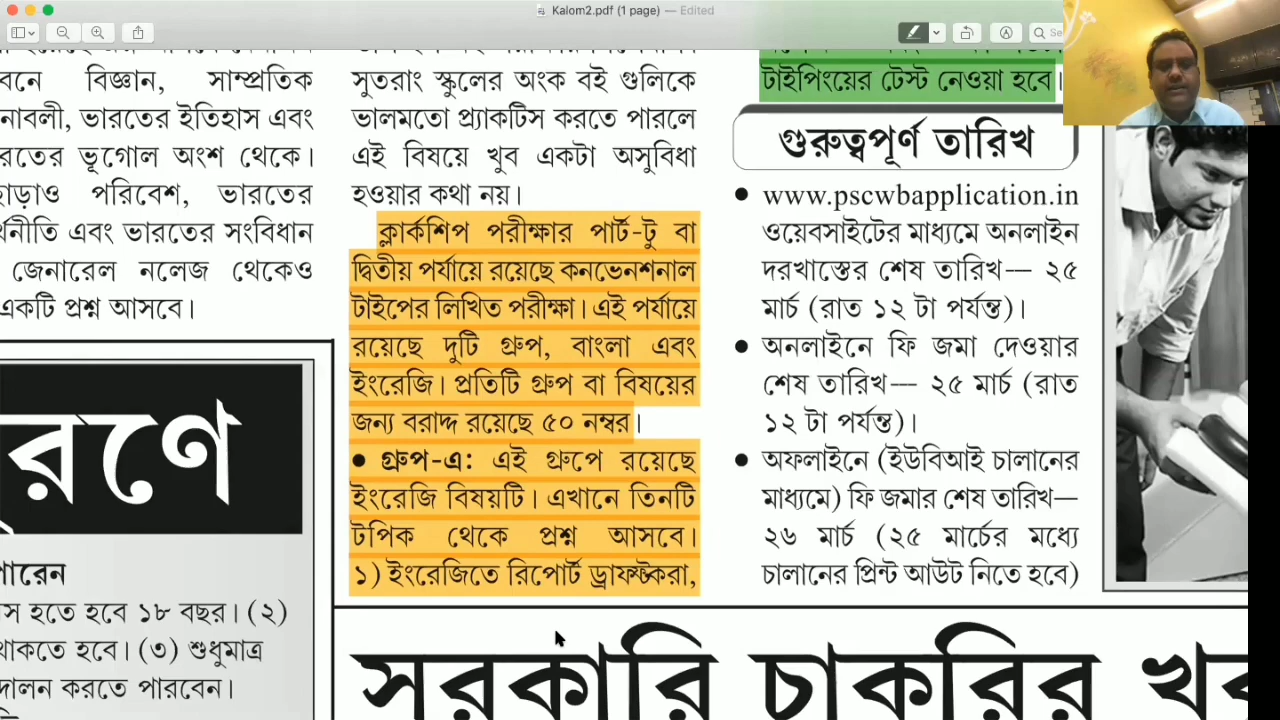 Kalom2.pdf (1 page) — Edited
বনে বিজ্ঞান, সাম্প্রতিক
নাবলী, ভারতের ইতিহাস এবং
রতের ভূগোল অংশ থেকে।
হাড়াও পরিবেশ, ভারতের
র্থনীতি এবং ভারতের সংবিধান
জেনারেল নলেজ থেকেও
একটি প্রশ্ন আসবে।
রণে
পারেন
স হতে হবে ১৮ বছর। (২)
থাকতে হবে। (৩) শুধুমাত্র
দোলন করতে পারবেন।
সুতরাং স্কুলের অংক বই গুলিকে
ভালমতো প্র্যাকটিস করতে পারলে
এই বিষয়ে খুব একটা অসুবিধা
হওয়ার কথা নয়।
ক্লার্কশিপ পরীক্ষার পার্ট-টু বা
দ্বিতীয় পর্যায়ে রয়েছে কনভেনশনাল
টাইপের লিখিত পরীক্ষা। এই পর্যায়ে
রয়েছে দুটি গ্রুপ, বাংলা এবং
ইংরেজি। প্রতিটি গ্রুপ বা বিষয়ের
জন্য বরাদ্দ রয়েছে ৫০ নম্বর।
• গ্রুপ-এ: এই গ্রুপে রয়েছে
ইংরেজি বিষয়টি। এখানে তিনটি
টপিক থেকে প্রশ্ন আসবে।
১) ইংরেজিতে রিপোর্ট ড্রাফস্টকরা,
টাইপিংয়ের টেস্ট নেওয়া হবে।
গুরুত্বপূর্ণ তারিখ
• www.pscwbapplication.in
ওয়েবসাইটের মাধ্যমে অনলাইন
দরখাস্তের শেষ তারিখ— ২৫
মার্চ (রাত ১২ টা পর্যন্ত)।
• অনলাইনে ফি জমা দেওয়ার
শেষ তারিখ— ২৫ মার্চ (রাত
১২ টা পর্যন্ত)।
• অফলাইনে (ইউবিআই চালানের
মাধ্যমে) ফি জমার শেষ তারিখ—
২৬ মার্চ (২৫ মার্চের মধ্যে
চালানের প্রিন্ট আউট নিতে হবে)
সরকারি চাকরির খব